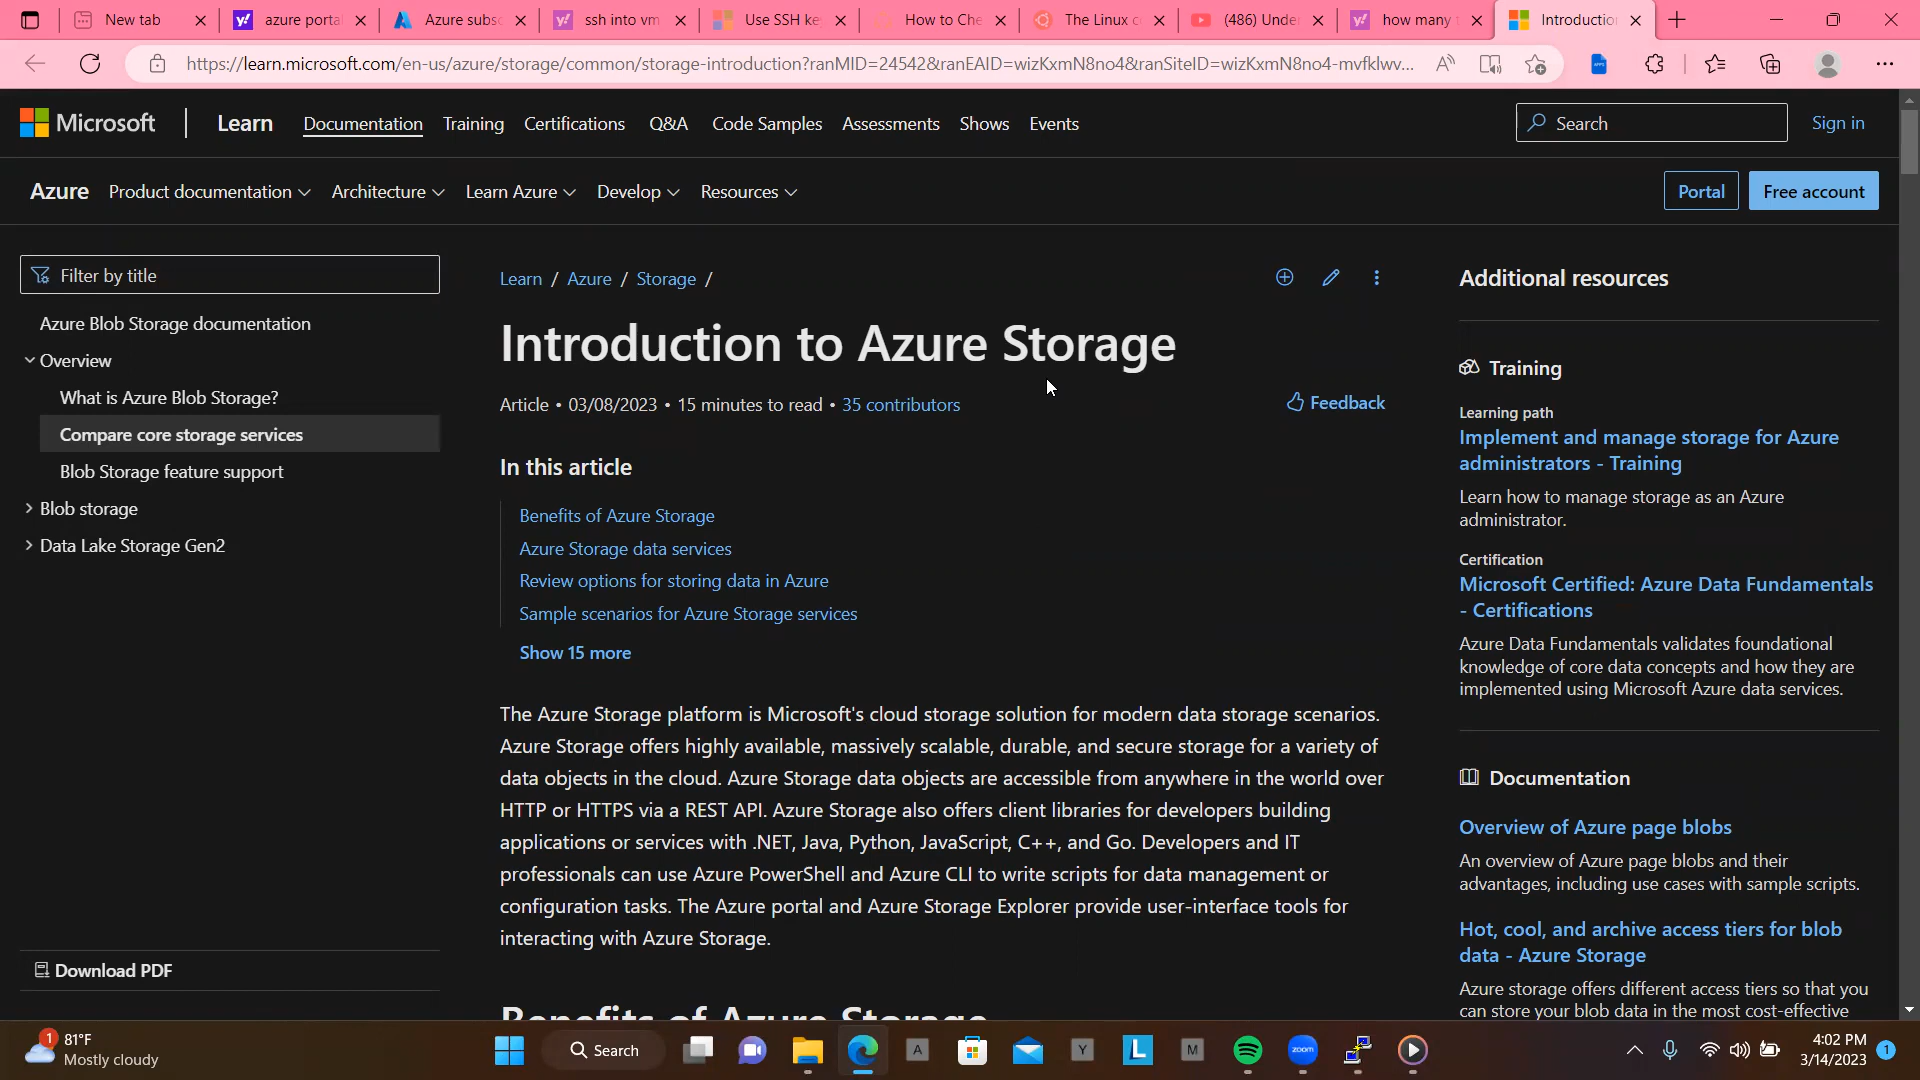 New tab
azure portal
Azure subsc
ssh into vm
Use SSH ke
How to Che
The Linux c
(486) Unde
how many
Introduction
https://learn.microsoft.com/en-us/azure/storage/common/storage-introduction?ranMID=24542&ranEAID=wizKxmN8no4&ranSiteID=wizKxmN8no4-mvfklwv...
Microsoft
Learn
Documentation
Training
Certifications
Q&A
Code Samples
Assessments
Shows
Events
Search
Sign in
Azure
Product documentation
Architecture
Learn Azure
Develop
Resources
Portal
Free account
Filter by title
Azure Blob Storage documentation
Overview
What is Azure Blob Storage?
Compare core storage services
Blob Storage feature support
Blob storage
Data Lake Storage Gen2
Download PDF
Learn / Azure / Storage /
Introduction to Azure Storage
Article • 03/08/2023 • 15 minutes to read • 35 contributors
Feedback
In this article
Benefits of Azure Storage
Azure Storage data services
Review options for storing data in Azure
Sample scenarios for Azure Storage services
Show 15 more
The Azure Storage platform is Microsoft's cloud storage solution for modern data storage scenarios.
Azure Storage offers highly available, massively scalable, durable, and secure storage for a variety of
data objects in the cloud. Azure Storage data objects are accessible from anywhere in the world over
HTTP or HTTPS via a REST API. Azure Storage also offers client libraries for developers building
applications or services with .NET, Java, Python, JavaScript, C++, and Go. Developers and IT
professionals can use Azure PowerShell and Azure CLI to write scripts for data management or
configuration tasks. The Azure portal and Azure Storage Explorer provide user-interface tools for
interacting with Azure Storage.
Benefits of Azure Storage
Additional resources
Training
Learning path
Implement and manage storage for Azure
administrators - Training
Learn how to manage storage as an Azure
administrator.
Certification
Microsoft Certified: Azure Data Fundamentals
- Certifications
Azure Data Fundamentals validates foundational
knowledge of core data concepts and how they are
implemented using Microsoft Azure data services.
Documentation
Overview of Azure page blobs
An overview of Azure page blobs and their
advantages, including use cases with sample scripts.
Hot, cool, and archive access tiers for blob
data - Azure Storage
Azure storage offers different access tiers so that you
can store your blob data in the most cost-effective
1
81°F
Mostly cloudy
Search
A
Y
L
M
zoom
4:02 PM
3/14/2023
1